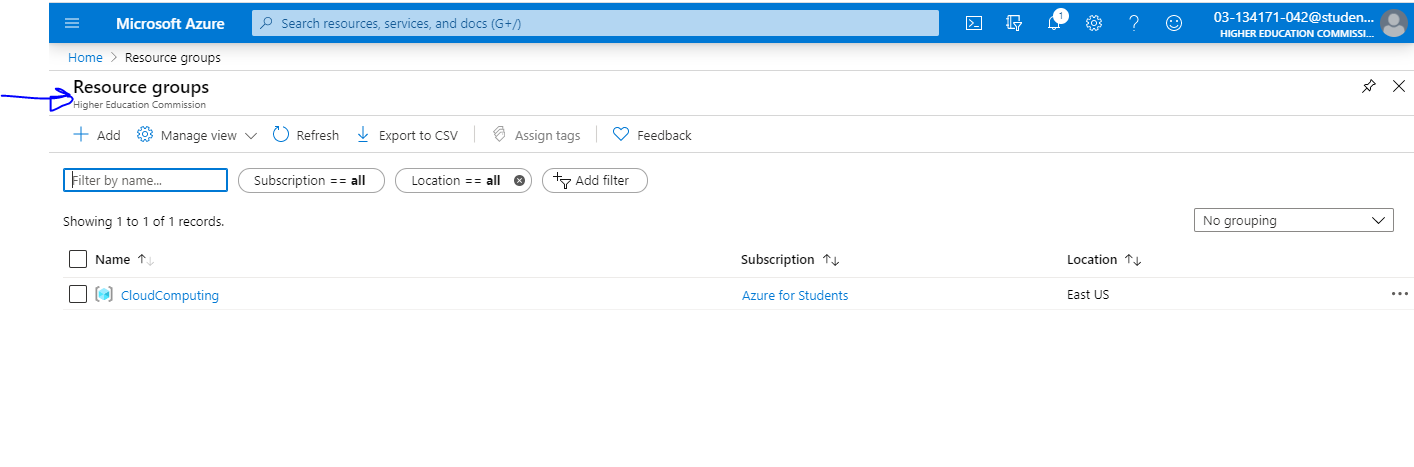 Microsoft Azure
Search resources, services, and docs (G+/)
1
03-134171-042@studen...
HIGHER EDUCATION COMMISSI...
Home > Resource groups
Resource groups
Higher Education Commission
Add
Manage view
Refresh
Export to CSV
Assign tags
Feedback
Filter by name...
Subscription == all
Location == all
Add filter
Showing 1 to 1 of 1 records.
No grouping
Name
Subscription
Location
CloudComputing
Azure for Students
East US